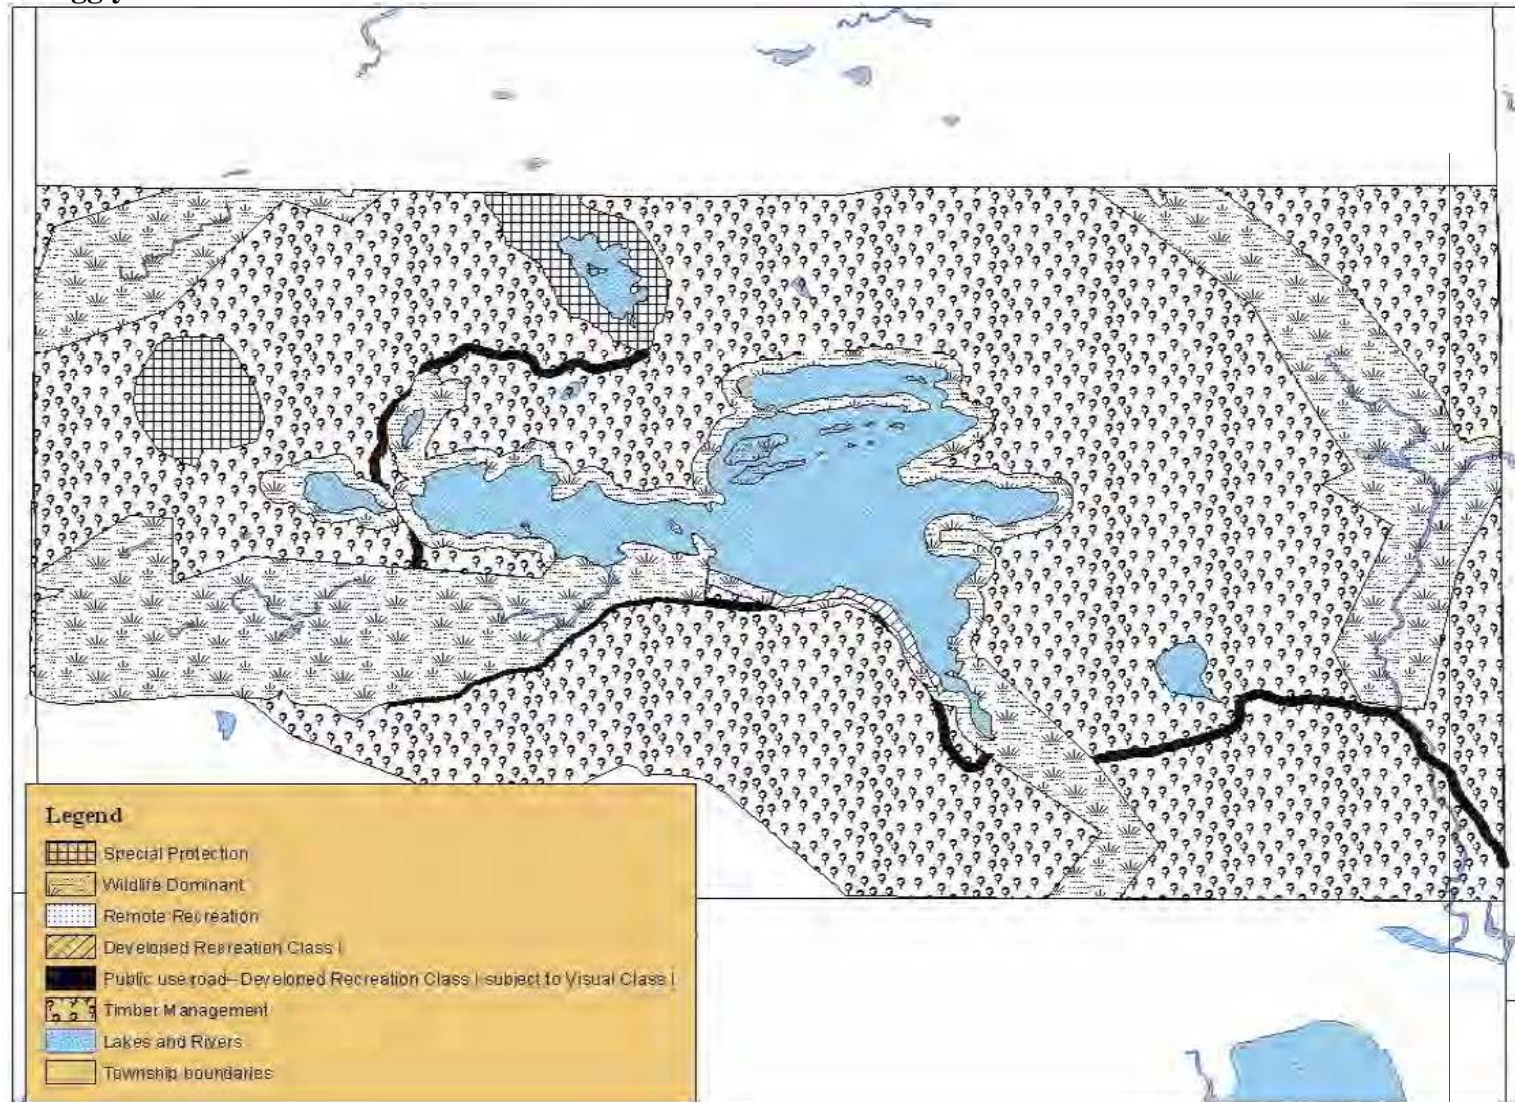 Legend
Special Protection
Wildlife Dominant
Remote Recreation
Developed Recreation Class I
Public use road--Developed Recreation Class I subject to Visual Class I
Timber Management
Lakes and Rivers
Township boundaries